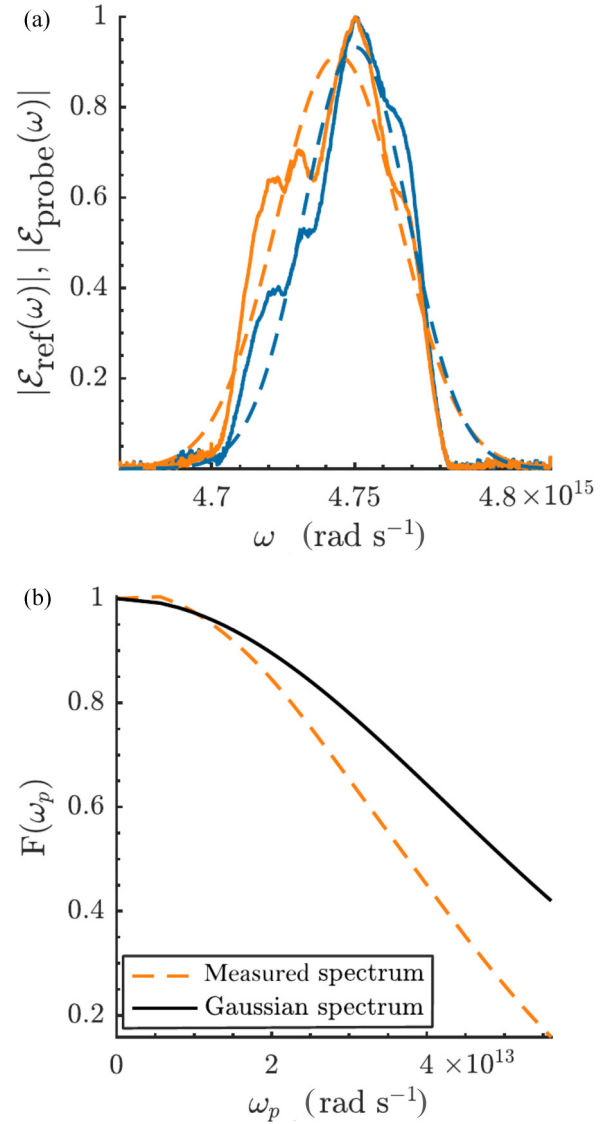 (a)
1
0.8
0.6
0.4
0.2
|ℰref(ω)|, |ℰprobe(ω)|
4.7 4.75 4.8 ×10¹⁵
ω (rad s⁻¹)
(b)
1
0.8
0.6
0.4
0.2
F(ωₚ)
Measured spectrum
Gaussian spectrum
0 2 4 ×10¹³
ωₚ (rad s⁻¹)